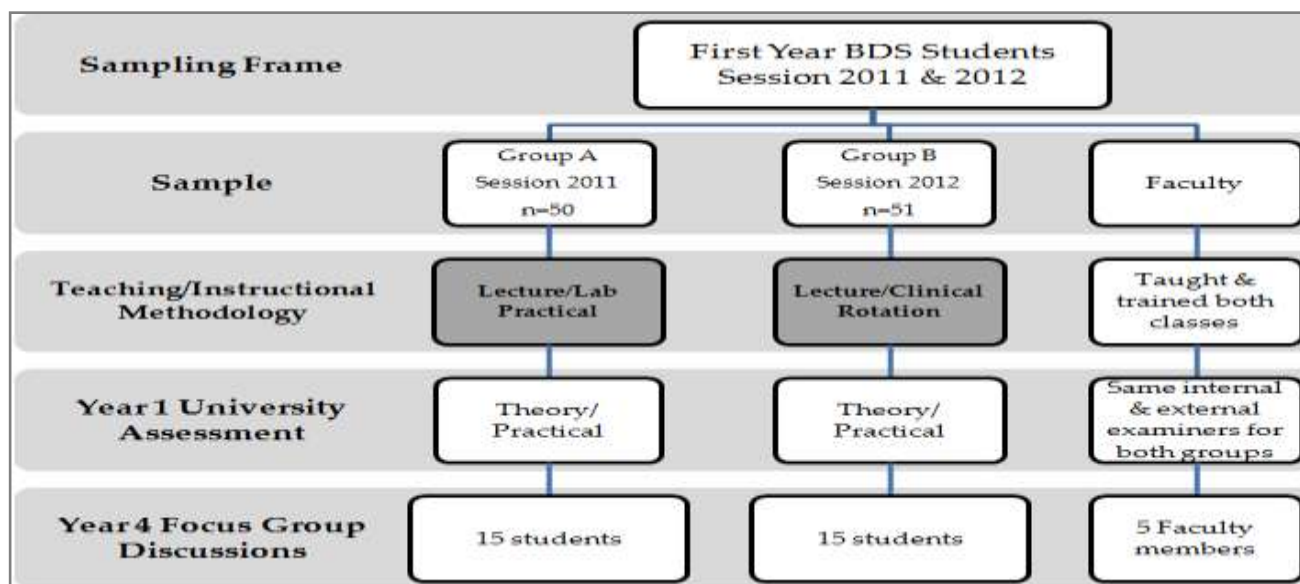 Sampling Frame
First Year BDS Students
Session 2011 & 2012
Sample
Group A
Session 2011
n=50
Group B
Session 2012
n=51
Faculty
Teaching/Instructional
Methodology
Lecture/Lab
Practical
Lecture/Clinical
Rotation
Taught &
trained both
classes
Year 1 University
Assessment
Theory/
Practical
Theory/
Practical
Same internal
& external
examiners for
both groups
Year 4 Focus Group
Discussions
15 students
15 students
5 Faculty
members